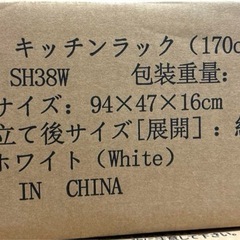 キッチンラック（170c
SH38W 包装重量：
サイズ：94×47×16cm
立て後サイズ[展開]：
ホワイト（White）
IN CHINA